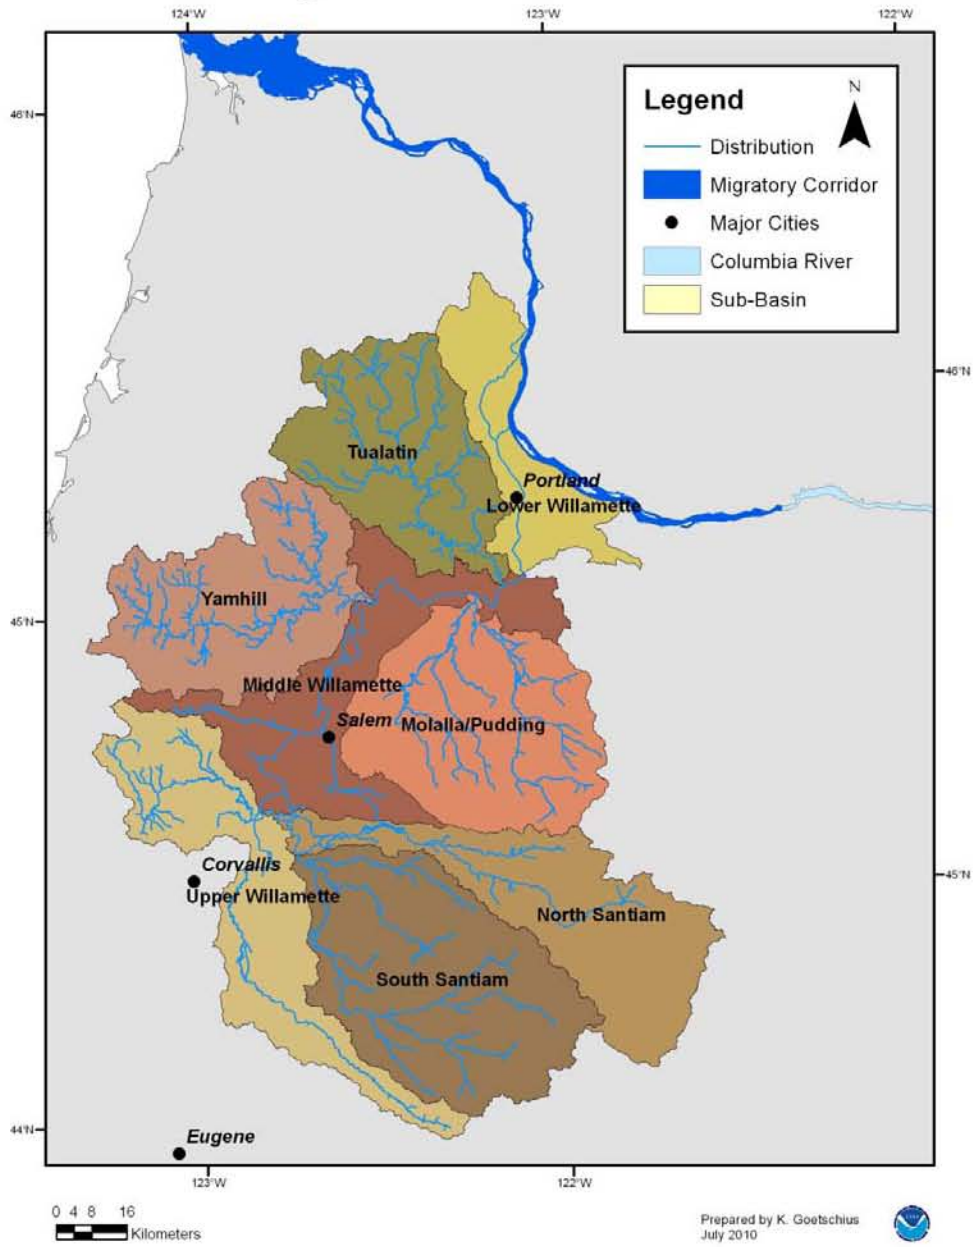 124°W
123°W
122°W
46°N
Legend
N
Distribution
Migratory Corridor
Major Cities
Columbia River
Sub-Basin
46°N
Tualatin
Portland
Lower Willamette
Yamhill
45°N
Middle Willamette
Salem
Molalla/Pudding
Corvallis
Upper Willamette
45°N
North Santiam
South Santiam
44°N
Eugene
123°W
122°W
0 4 8 16
Kilometers
Prepared by K. Goetschius
July 2010